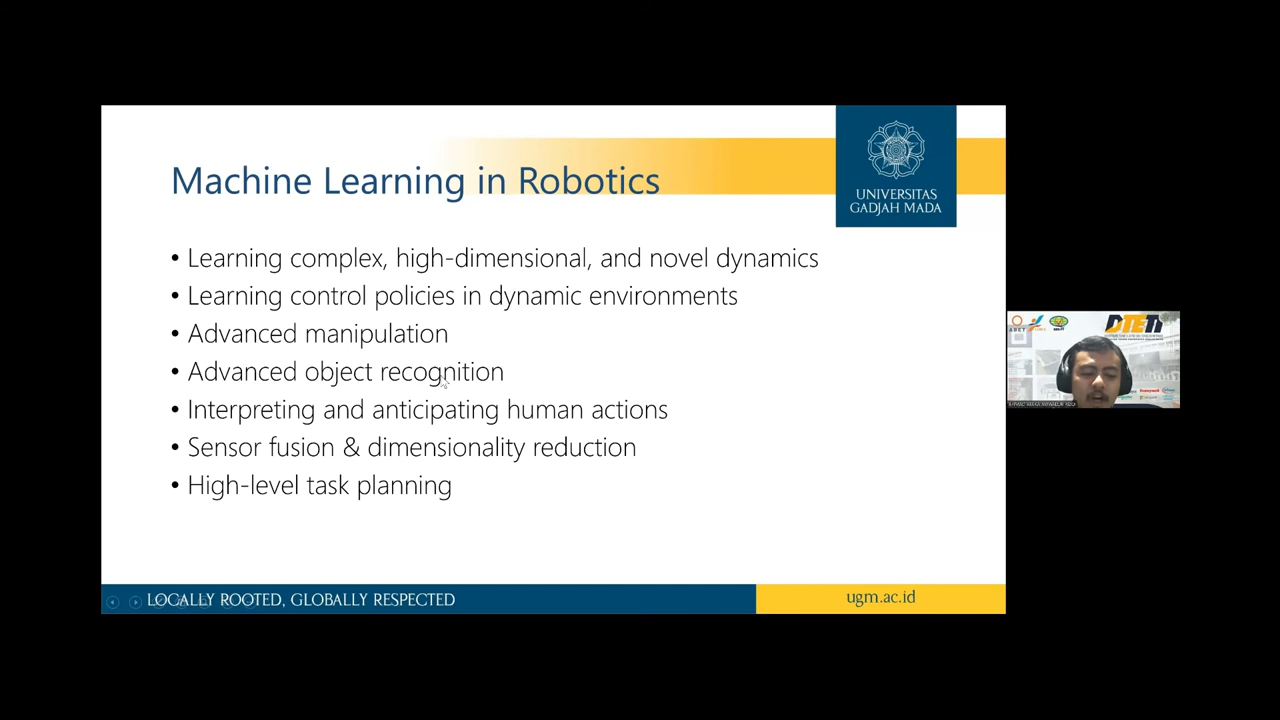 Machine Learning in Robotics
UNIVERSITAS
GADJAH MADA
• Learning complex, high-dimensional, and novel dynamics
• Learning control policies in dynamic environments
• Advanced manipulation
• Advanced object recognition
• Interpreting and anticipating human actions
• Sensor fusion & dimensionality reduction
• High-level task planning
DTETI
LOCALLY ROOTED, GLOBALLY RESPECTED
ugm.ac.id